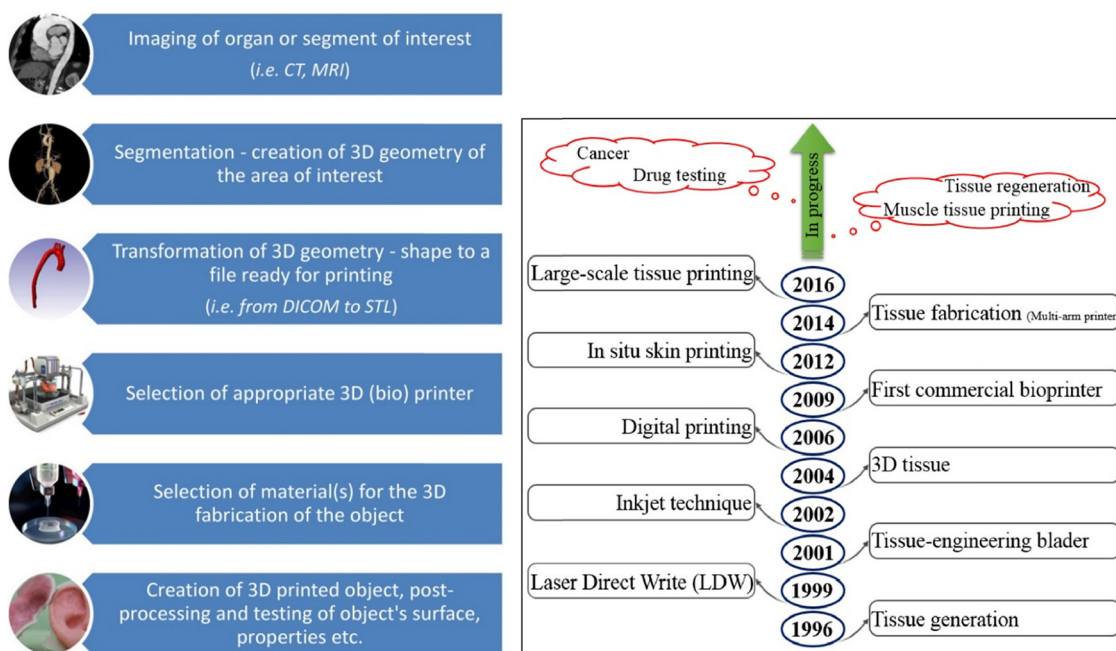 Imaging of organ or segment of interest
(i.e. CT, MRI)
Segmentation - creation of 3D geometry of
the area of interest
Transformation of 3D geometry - shape to a
file ready for printing
(i.e. from DICOM to STL)
Selection of appropriate 3D (bio) printer
Selection of material(s) for the 3D
fabrication of the object
Creation of 3D printed object, post-
processing and testing of object's surface,
properties etc.
Cancer
Drug testing
In progress
Tissue regeneration
Muscle tissue printing
Large-scale tissue printing
2016
2014
Tissue fabrication (Multi-arm printer
In situ skin printing
2012
2009
First commercial bioprinter
Digital printing
2006
2004
3D tissue
Inkjet technique
2002
2001
Tissue-engineering blader
Laser Direct Write (LDW)
1999
1996
Tissue generation